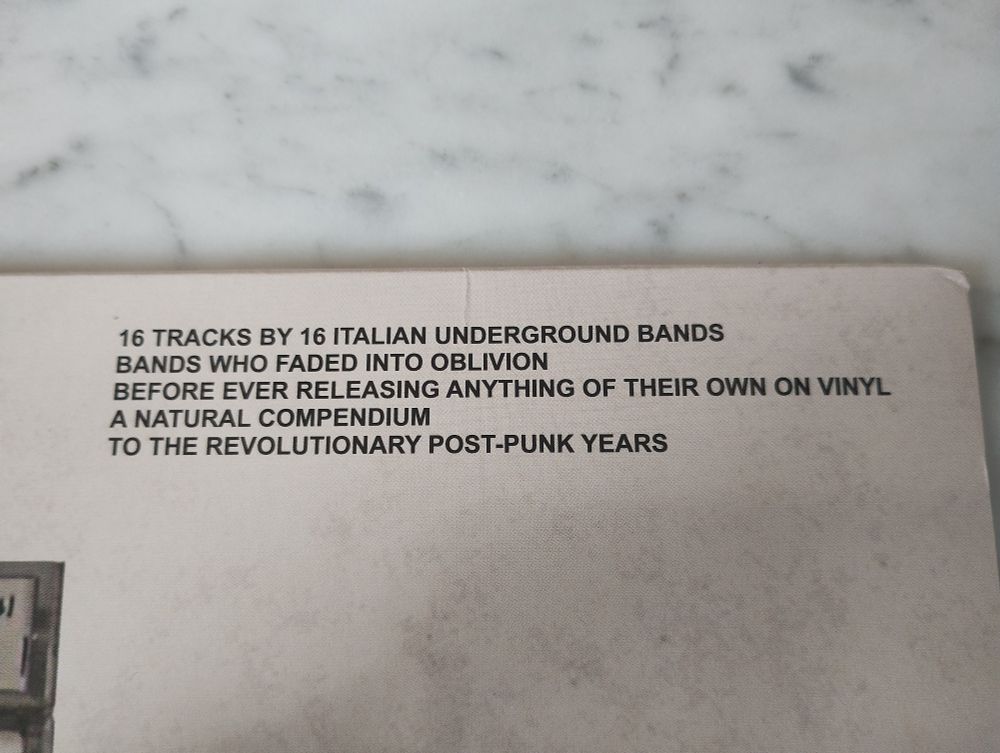 16 TRACKS BY 16 ITALIAN UNDERGROUND BANDS
BANDS WHO FADED INTO OBLIVION
BEFORE EVER RELEASING ANYTHING OF THEIR OWN ON VINYL
A NATURAL COMPENDIUM
TO THE REVOLUTIONARY POST-PUNK YEARS